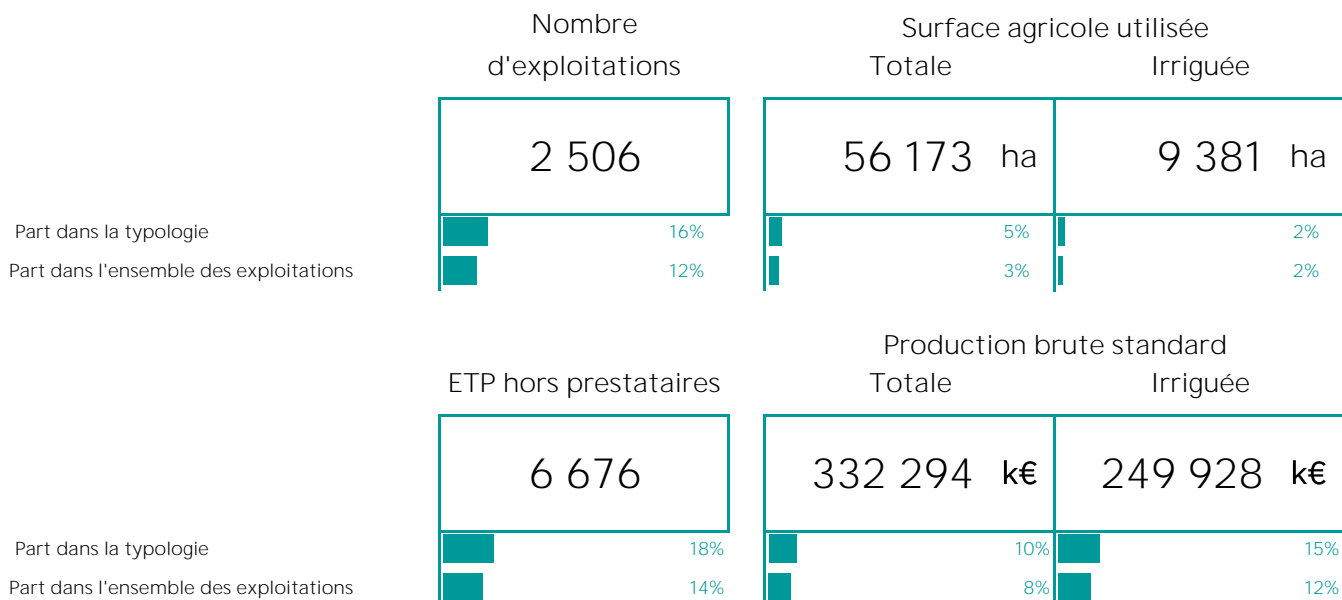 Nombre
d'exploitations
Surface agricole utilisée
Totale Irriguée
2 506 56 173 ha 9 381 ha
Part dans la typologie 16% 5% 2%
Part dans l'ensemble des exploitations 12% 3% 2%
Production brute standard
ETP hors prestataires Totale Irriguée
6 676 332 294 k€ 249 928 k€
Part dans la typologie 18% 10% 15%
Part dans l'ensemble des exploitations 14% 8% 12%